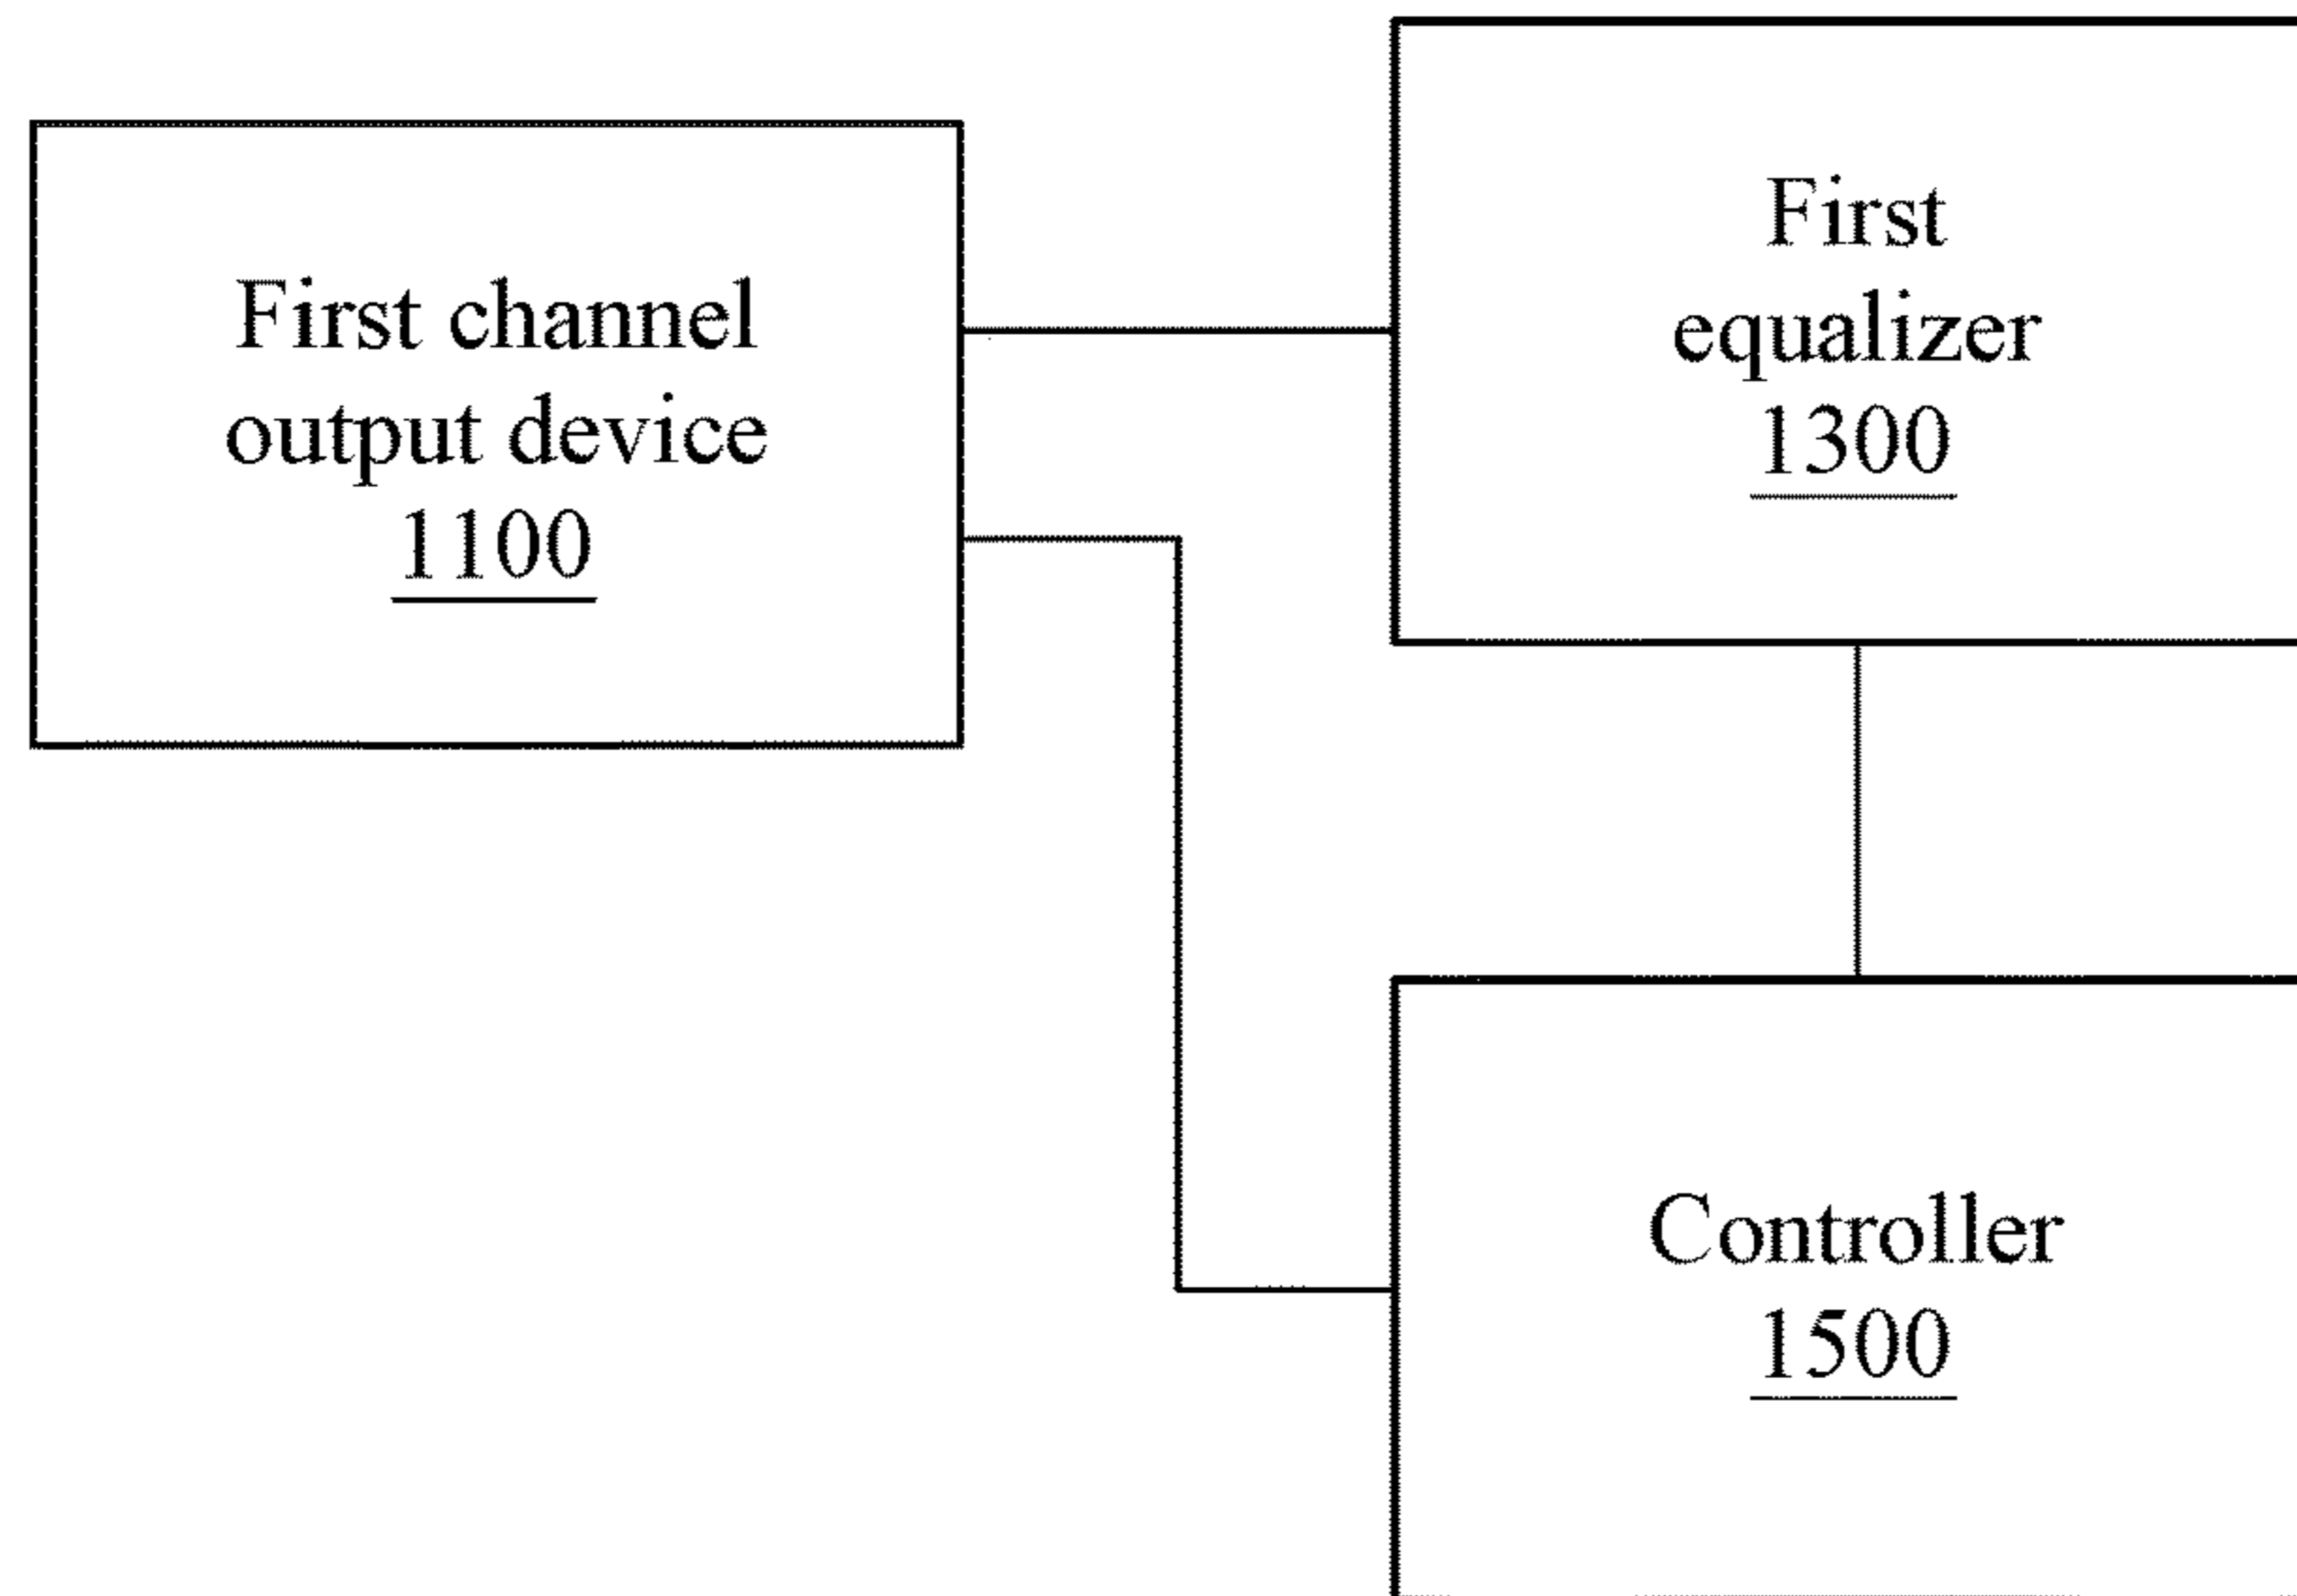 First channel
output device
1100
First
equalizer
1300
Controller
1500